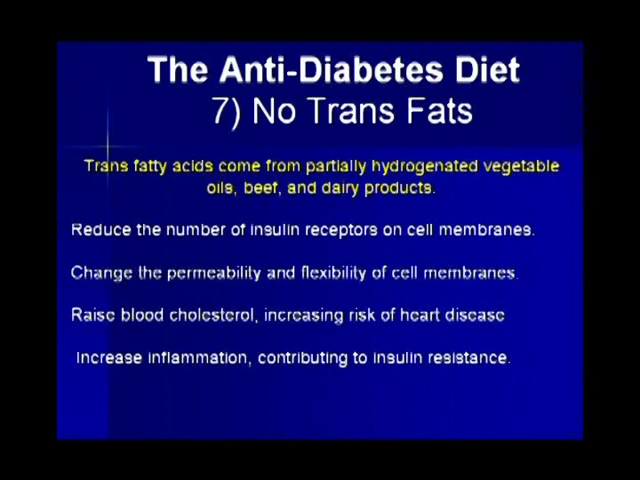 The Anti-Diabetes Diet
7) No Trans Fats
Trans fatty acids come from partially hydrogenated vegetable
oils, beef, and dairy products.
Reduce the number of insulin receptors on cell membranes.
Change the permeability and flexibility of cell membranes.
Raise blood cholesterol, increasing risk of heart disease
Increase inflammation, contributing to insulin resistance.